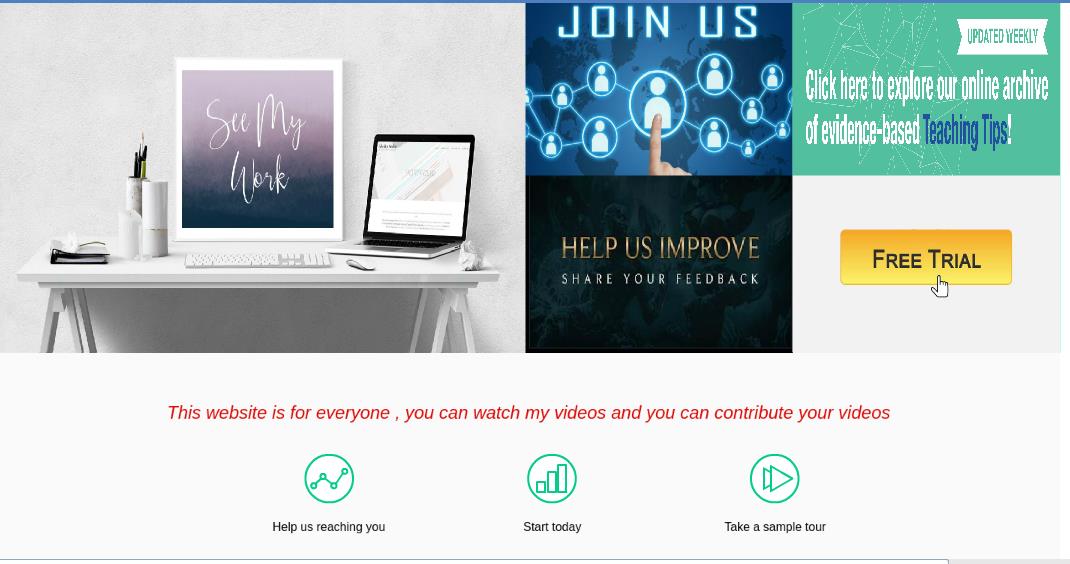 See My
Work
JOIN US
UPDATED WEEKLY
Click here to explore our online archive
of evidence-based Teaching Tips!
HELP US IMPROVE
SHARE YOUR FEEDBACK
FREE TRIAL
This website is for everyone , you can watch my videos and you can contribute your videos
Help us reaching you
Start today
Take a sample tour